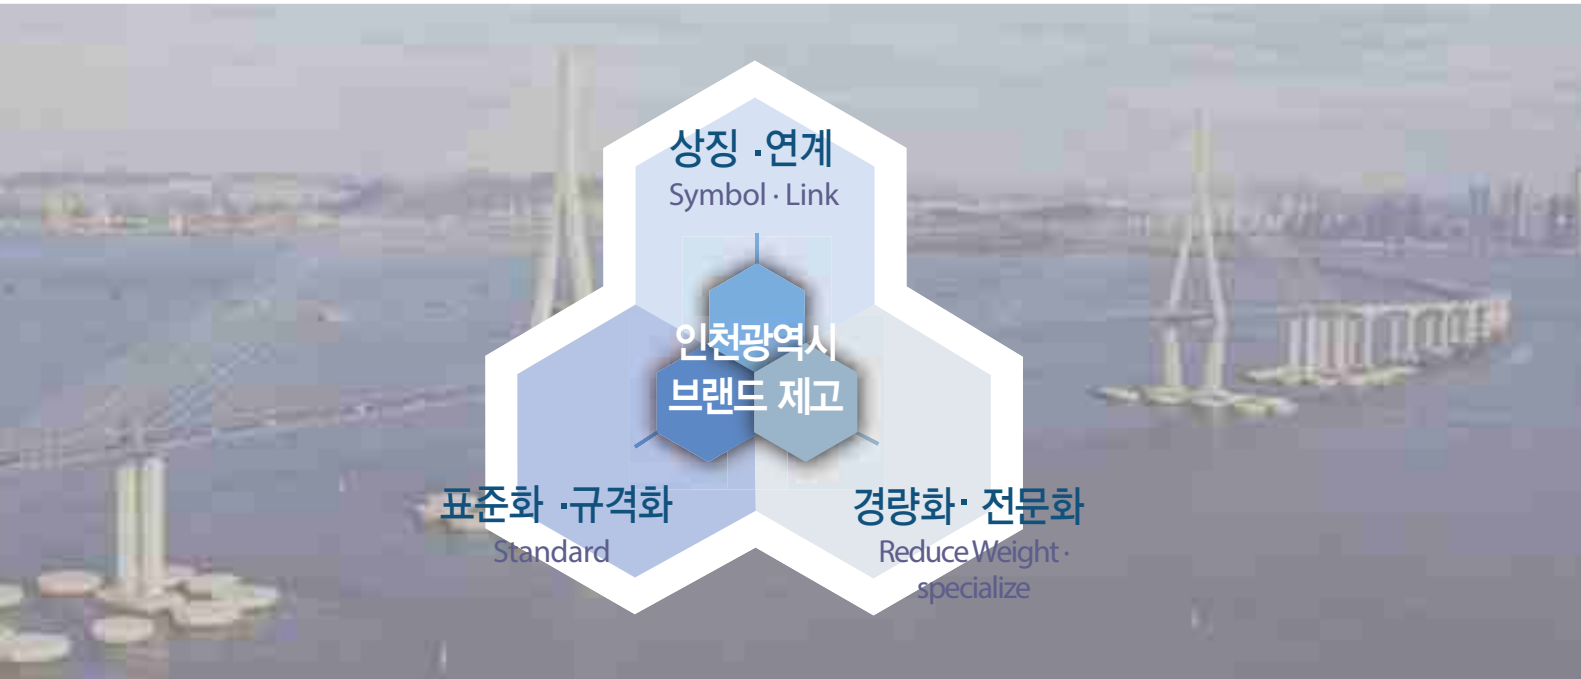 상징 ·연계
Symbol · Link
인천광역시
브랜드 제고
표준화 ·규격화
Standard
경량화· 전문화
Reduce Weight ·
specialize